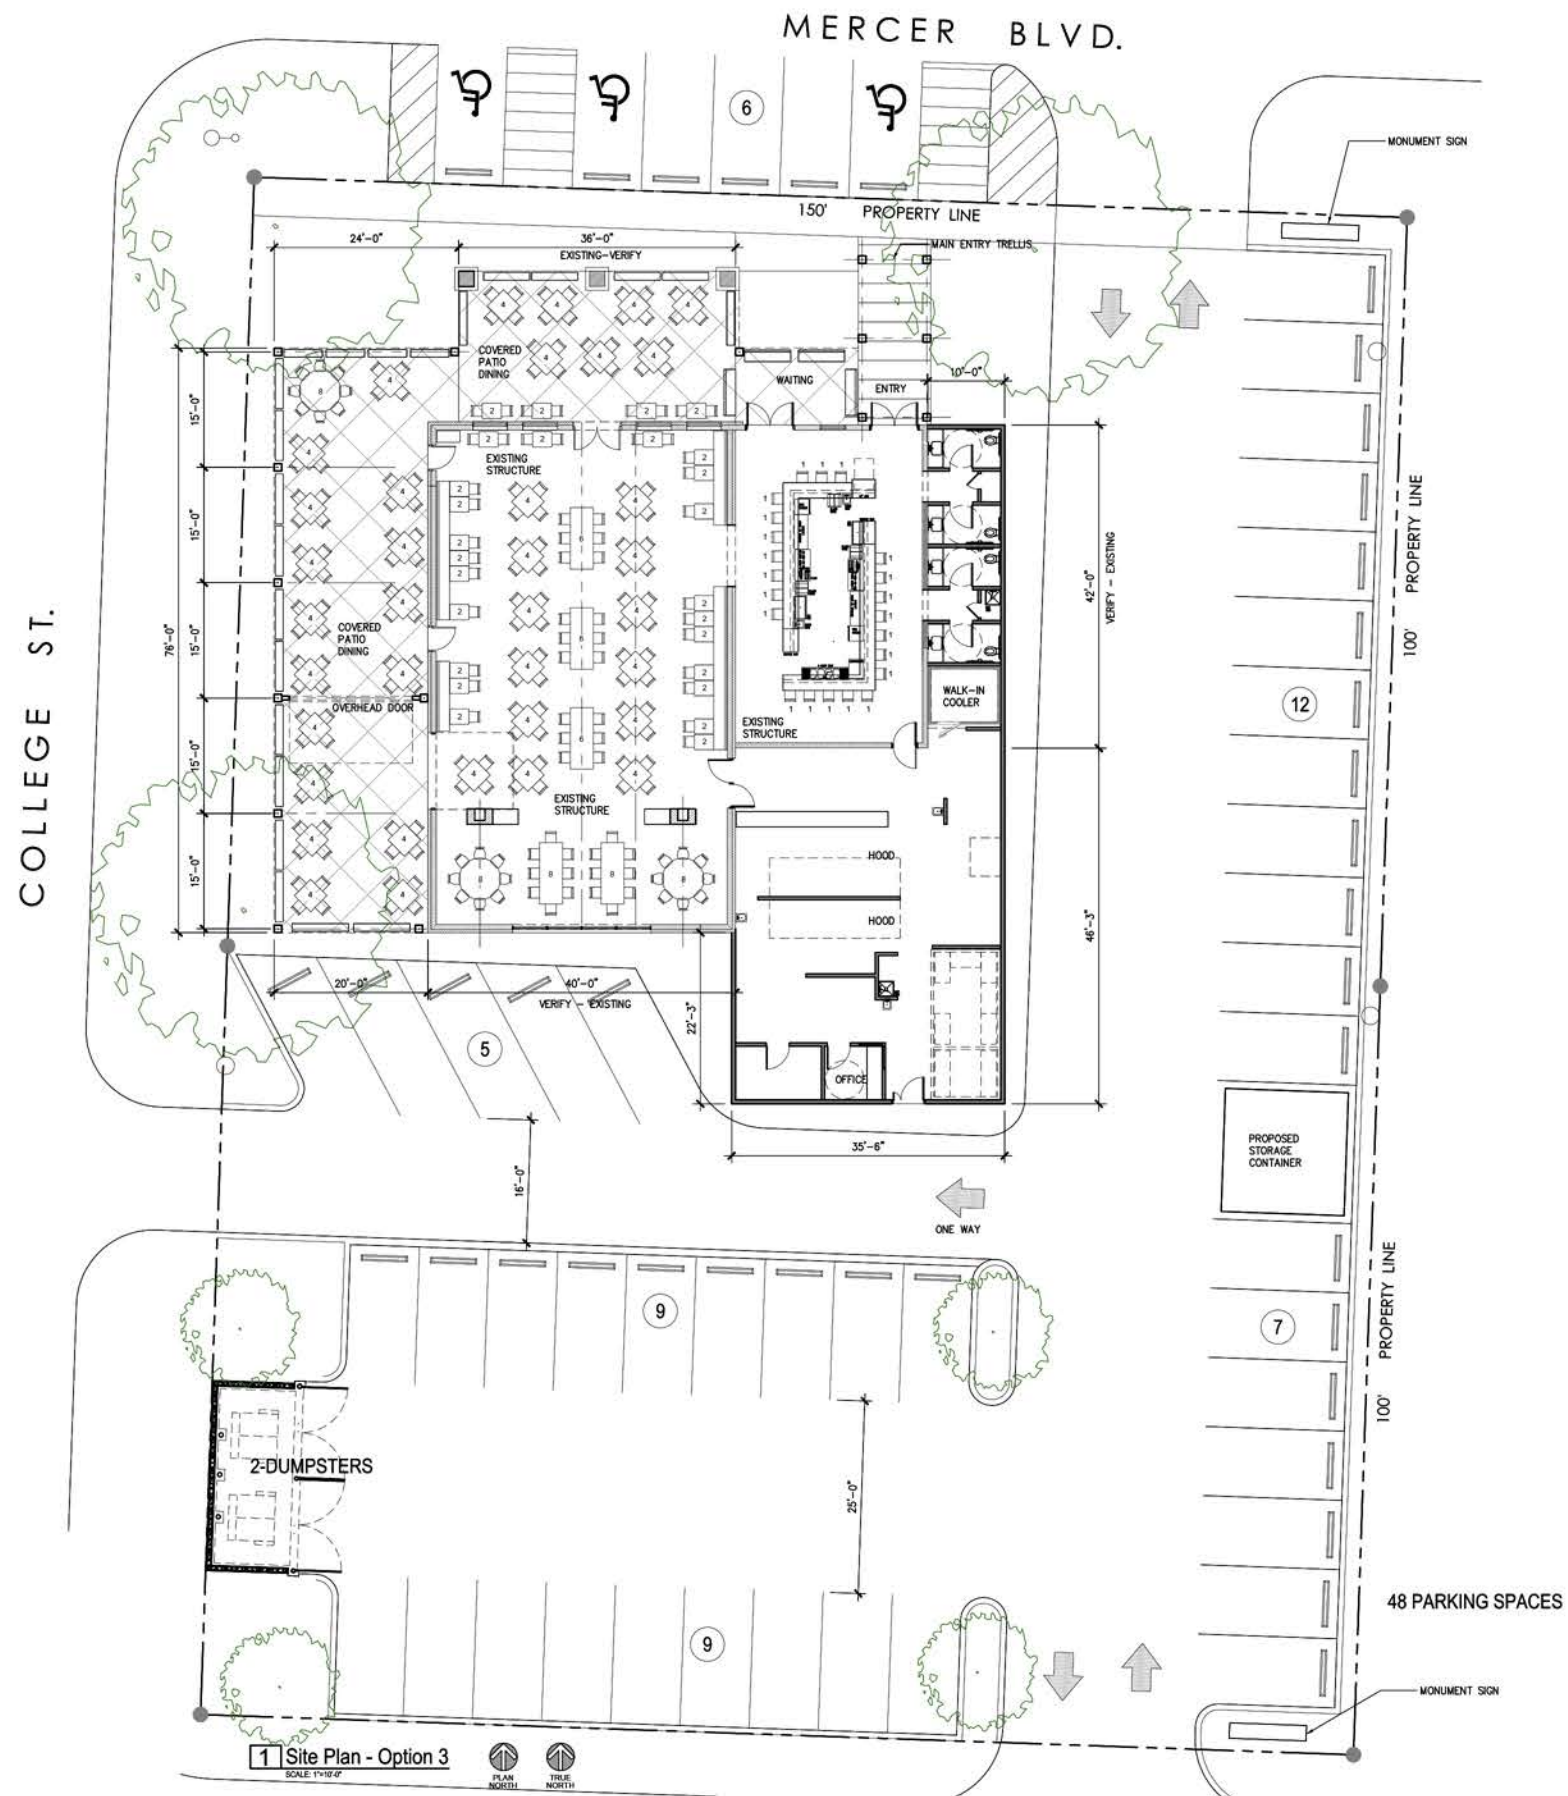 MERCER BLVD.
6
MONUMENT SIGN
150' PROPERTY LINE
24'-0"
36'-0"
EXISTING-VERIFY
MAIN ENTRY TRELLIS
COVERED
PATIO
DINING
WAITING
ENTRY
10'-0"
15'-0"
EXISTING
STRUCTURE
15'-0"
42'-0"
VERIFY - EXISTING
PROPERTY LINE
100'
COLLEGE ST.
76'-0"
15'-0"
COVERED
PATIO
DINING
OVERHEAD DOOR
WALK-IN
COOLER
EXISTING
STRUCTURE
12
15'-0"
EXISTING
STRUCTURE
15'-0"
HOOD
HOOD
46'-3"
20'-0"
40'-0"
VERIFY - EXISTING
22'-3"
5
OFFICE
35'-6"
16'-0"
PROPOSED
STORAGE
CONTAINER
ONE WAY
9
7
PROPERTY LINE
100'
2-DUMPSTERS
25'-0"
9
48 PARKING SPACES
MONUMENT SIGN
1 Site Plan - Option 3
SCALE: 1"=10'-0"
PLAN
NORTH
TRUE
NORTH